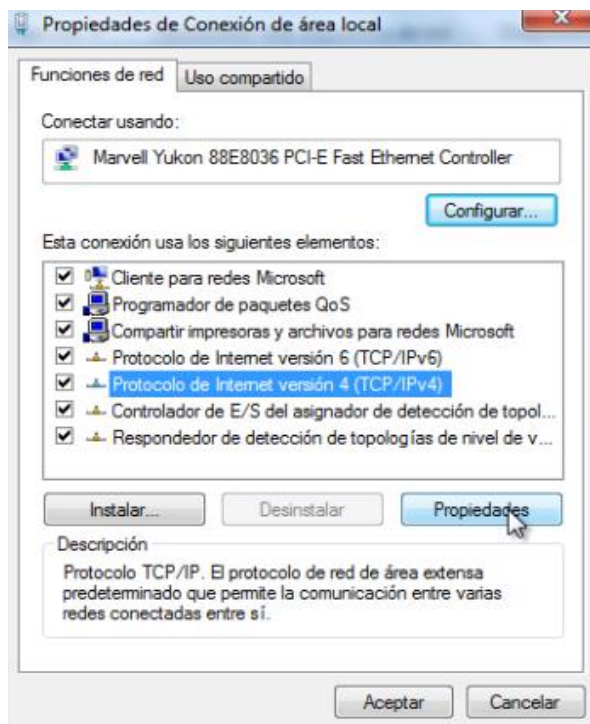 Propiedades de Conexión de área local
Funciones de red
Uso compartido
Conectar usando:
Marvell Yukon 88E8036 PCI-E Fast Ethernet Controller
Configurar...
Esta conexión usa los siguientes elementos:
Cliente para redes Microsoft
Programador de paquetes QoS
Compartir impresoras y archivos para redes Microsoft
Protocolo de Internet versión 6 (TCP/IPv6)
Protocolo de Internet versión 4 (TCP/IPv4)
Controlador de E/S del asignador de detección de topol...
Respondedor de detección de topologías de nivel de v...
Instalar...
Desinstalar
Propiedades
Descripción
Protocolo TCP/IP. El protocolo de red de área extensa
predeterminado que permite la comunicación entre varias
redes conectadas entre sí.
Aceptar
Cancelar